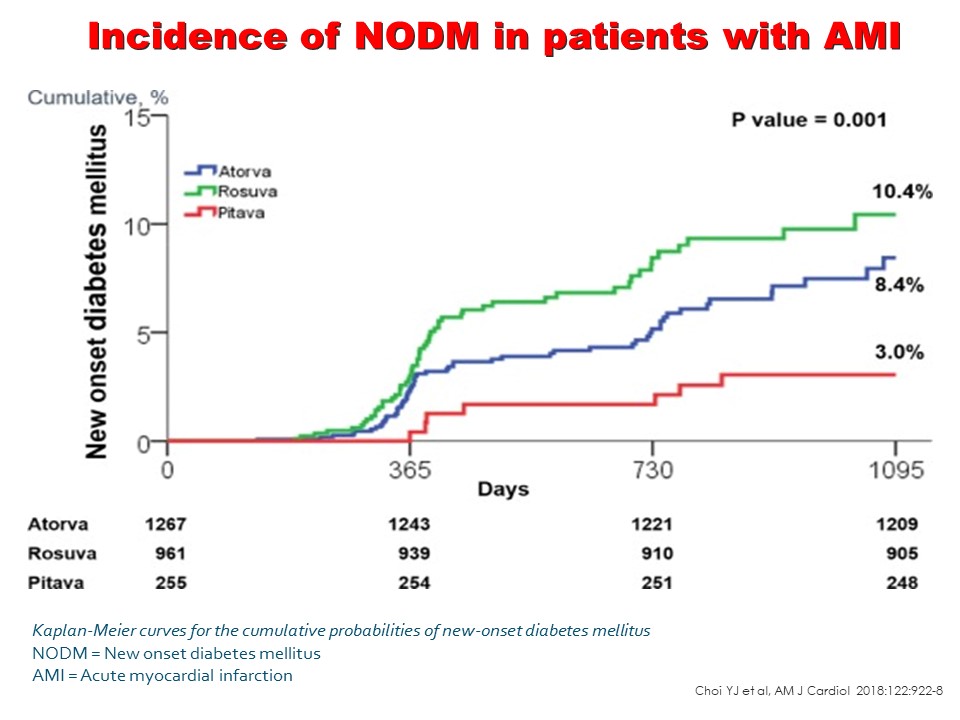 Incidence of NODM in patients with AMI
Cumulative, %
New onset diabetes mellitus
15
10
5
0
P value = 0.001
Atorva
Rosuva
Pitava
10.4%
8.4%
3.0%
0 365 730 1095
Days
Atorva 1267 1243 1221 1209
Rosuva 961 939 910 905
Pitava 255 254 251 248
Kaplan-Meier curves for the cumulative probabilities of new-onset diabetes mellitus
NODM = New onset diabetes mellitus
AMI = Acute myocardial infarction
Choi YJ et al, AM J Cardiol 2018:122:922-8